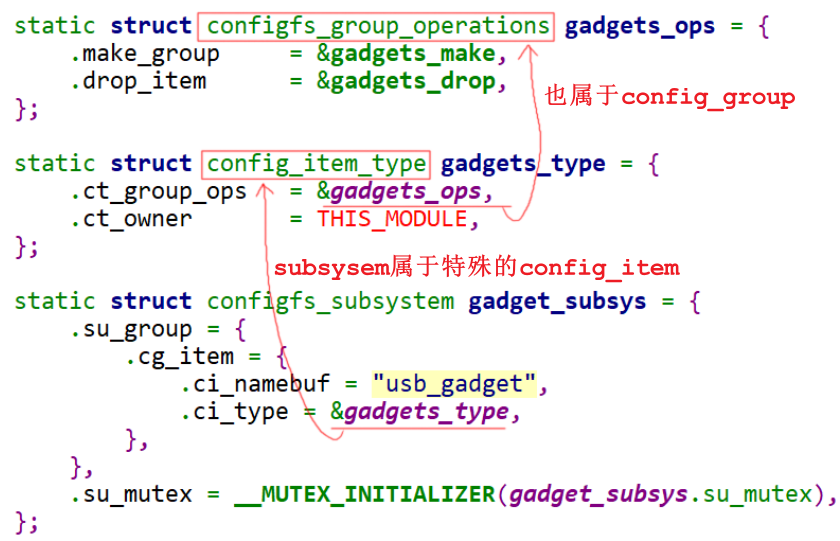 static struct configfs_group_operations gadgets_ops = {
.make_group = &gadgets_make,
.drop_item = &gadgets_drop,
};
也属于config_group
static struct config_item_type gadgets_type = {
.ct_group_ops = &gadgets_ops,
.ct_owner = THIS_MODULE,
};
subsysem属于特殊的config_item
static struct configfs_subsystem gadget_subsys = {
.su_group = {
.cg_item = {
.ci_namebuf = "usb_gadget",
.ci_type = &gadgets_type,
},
},
.su_mutex = __MUTEX_INITIALIZER(gadget_subsys.su_mutex),
};